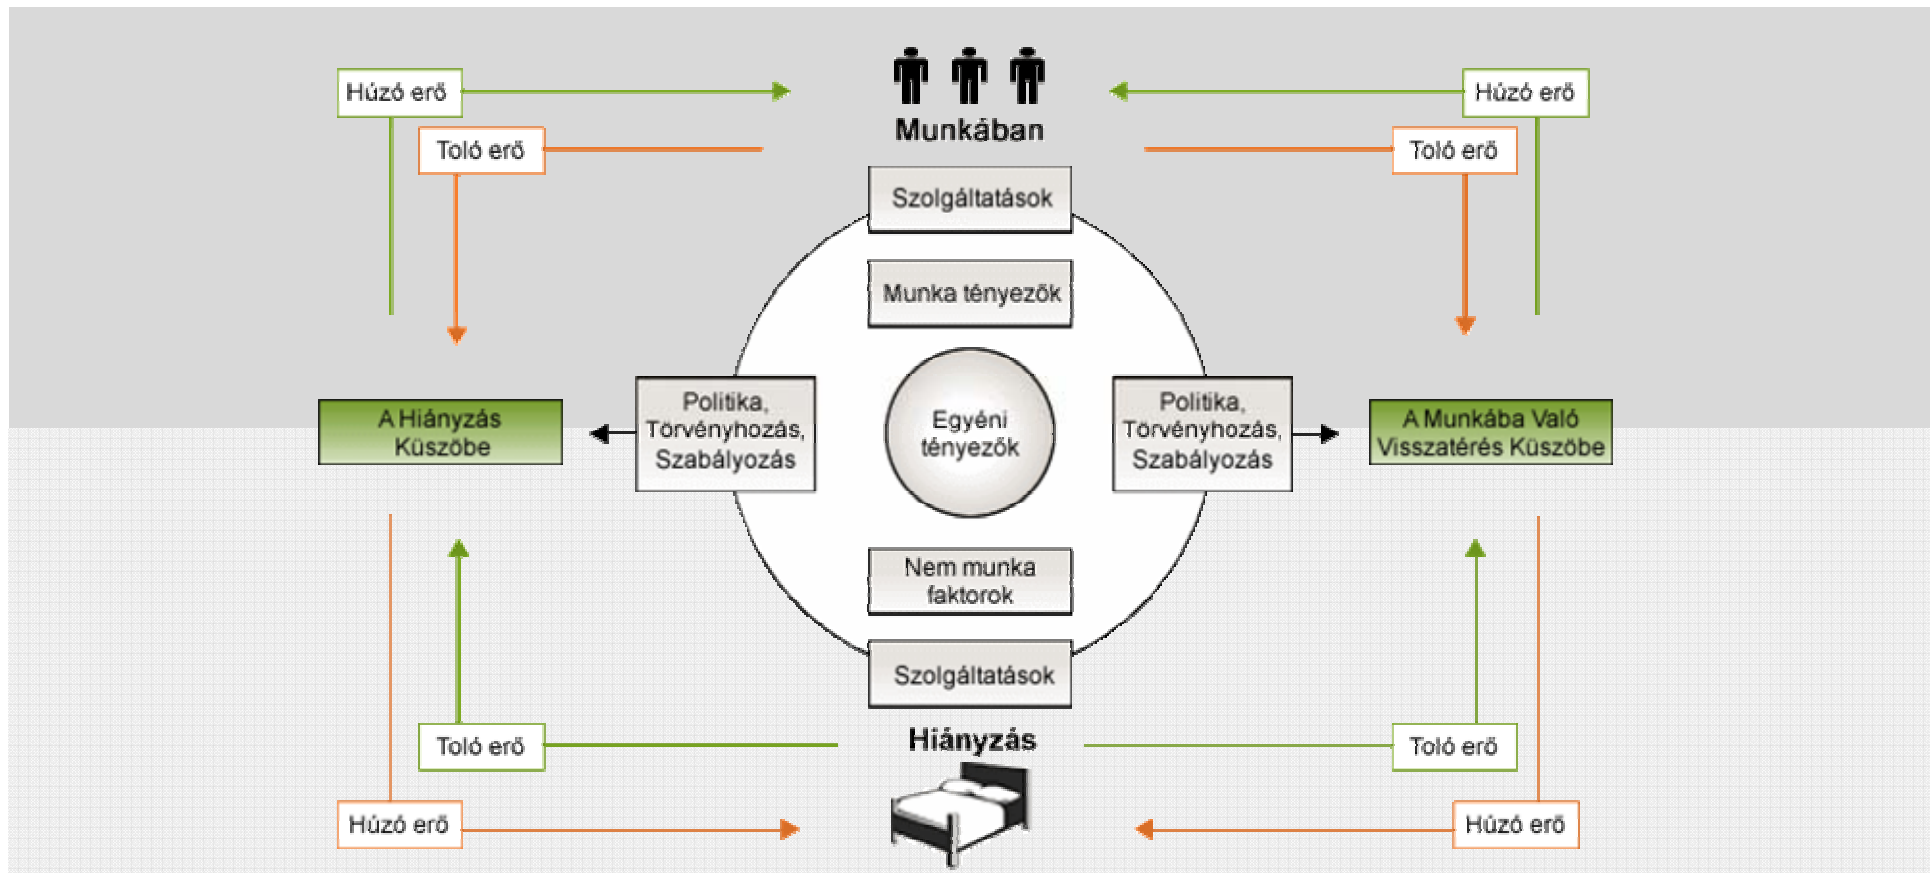 Húzó erő
Húzó erő
Munkában
Toló erő
Toló erő
Szolgáltatások
Munka tényezők
A Hiányzás
Küszöbe
Politika,
Törvényhozás,
Szabályozás
Egyéni
tényezők
Politika,
Törvényhozás,
Szabályozás
A Munkába Való
Visszatérés Küszöbe
Nem munka
faktorok
Szolgáltatások
Toló erő
Hiányzás
Toló erő
Húzó erő
Húzó erő